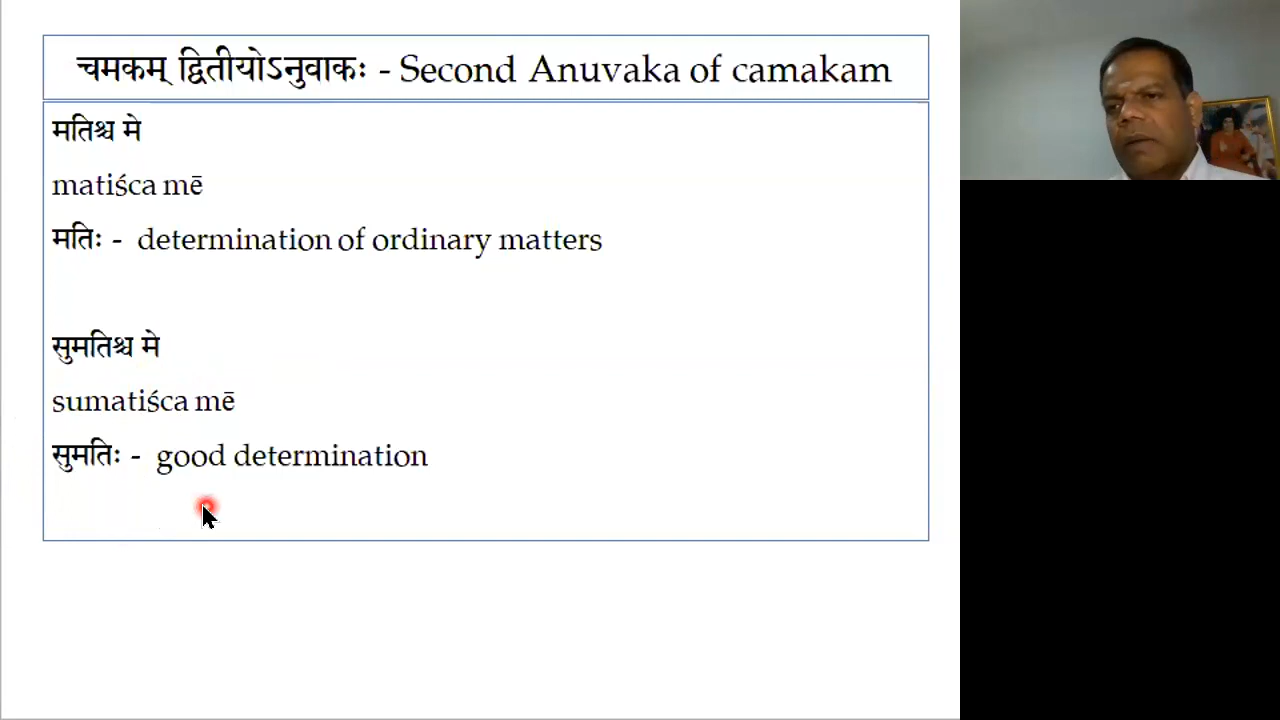 चमकम् द्वितीयोऽनुवाकः - Second Anuvaka of camakam
मतिश्च मे
matiśca mē
मतिः - determination of ordinary matters
सुमतिश्च मे
sumatiśca mē
सुमतिः - good determination